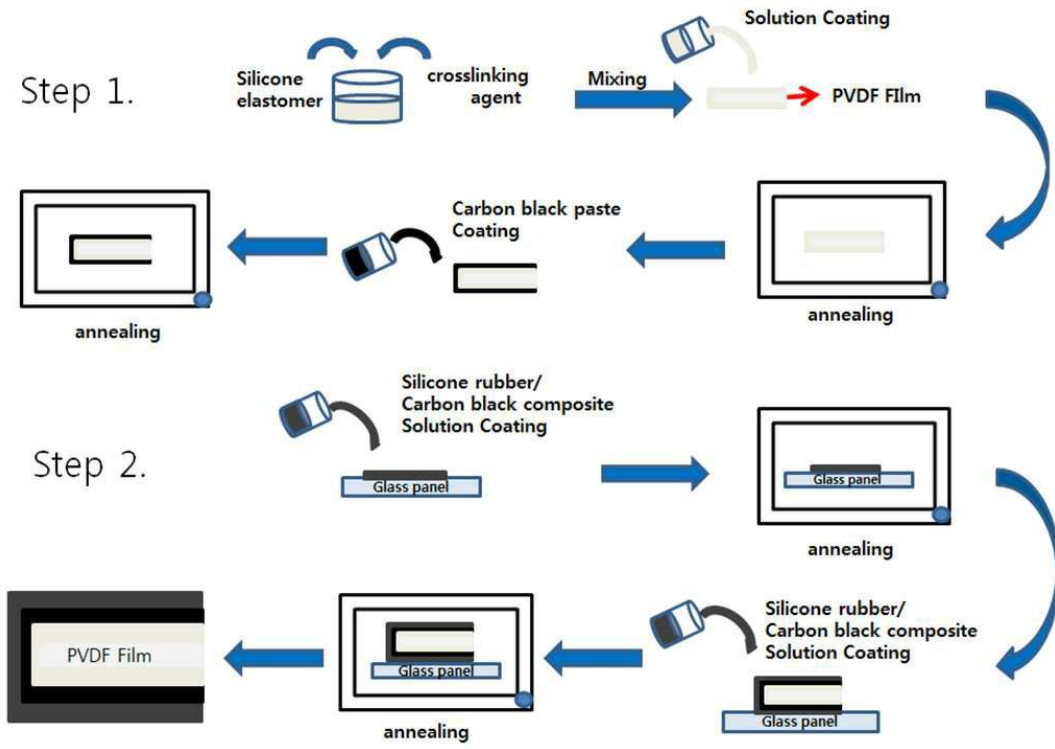 Step 1.
Silicone
elastomer
crosslinking
agent
Mixing
Solution Coating
PVDF FIlm
annealing
Carbon black paste
Coating
annealing
Step 2.
Silicone rubber/
Carbon black composite
Solution Coating
Glass panel
Glass panel
annealing
Silicone rubber/
Carbon black composite
Solution Coating
Glass panel
Glass panel
annealing
PVDF Film